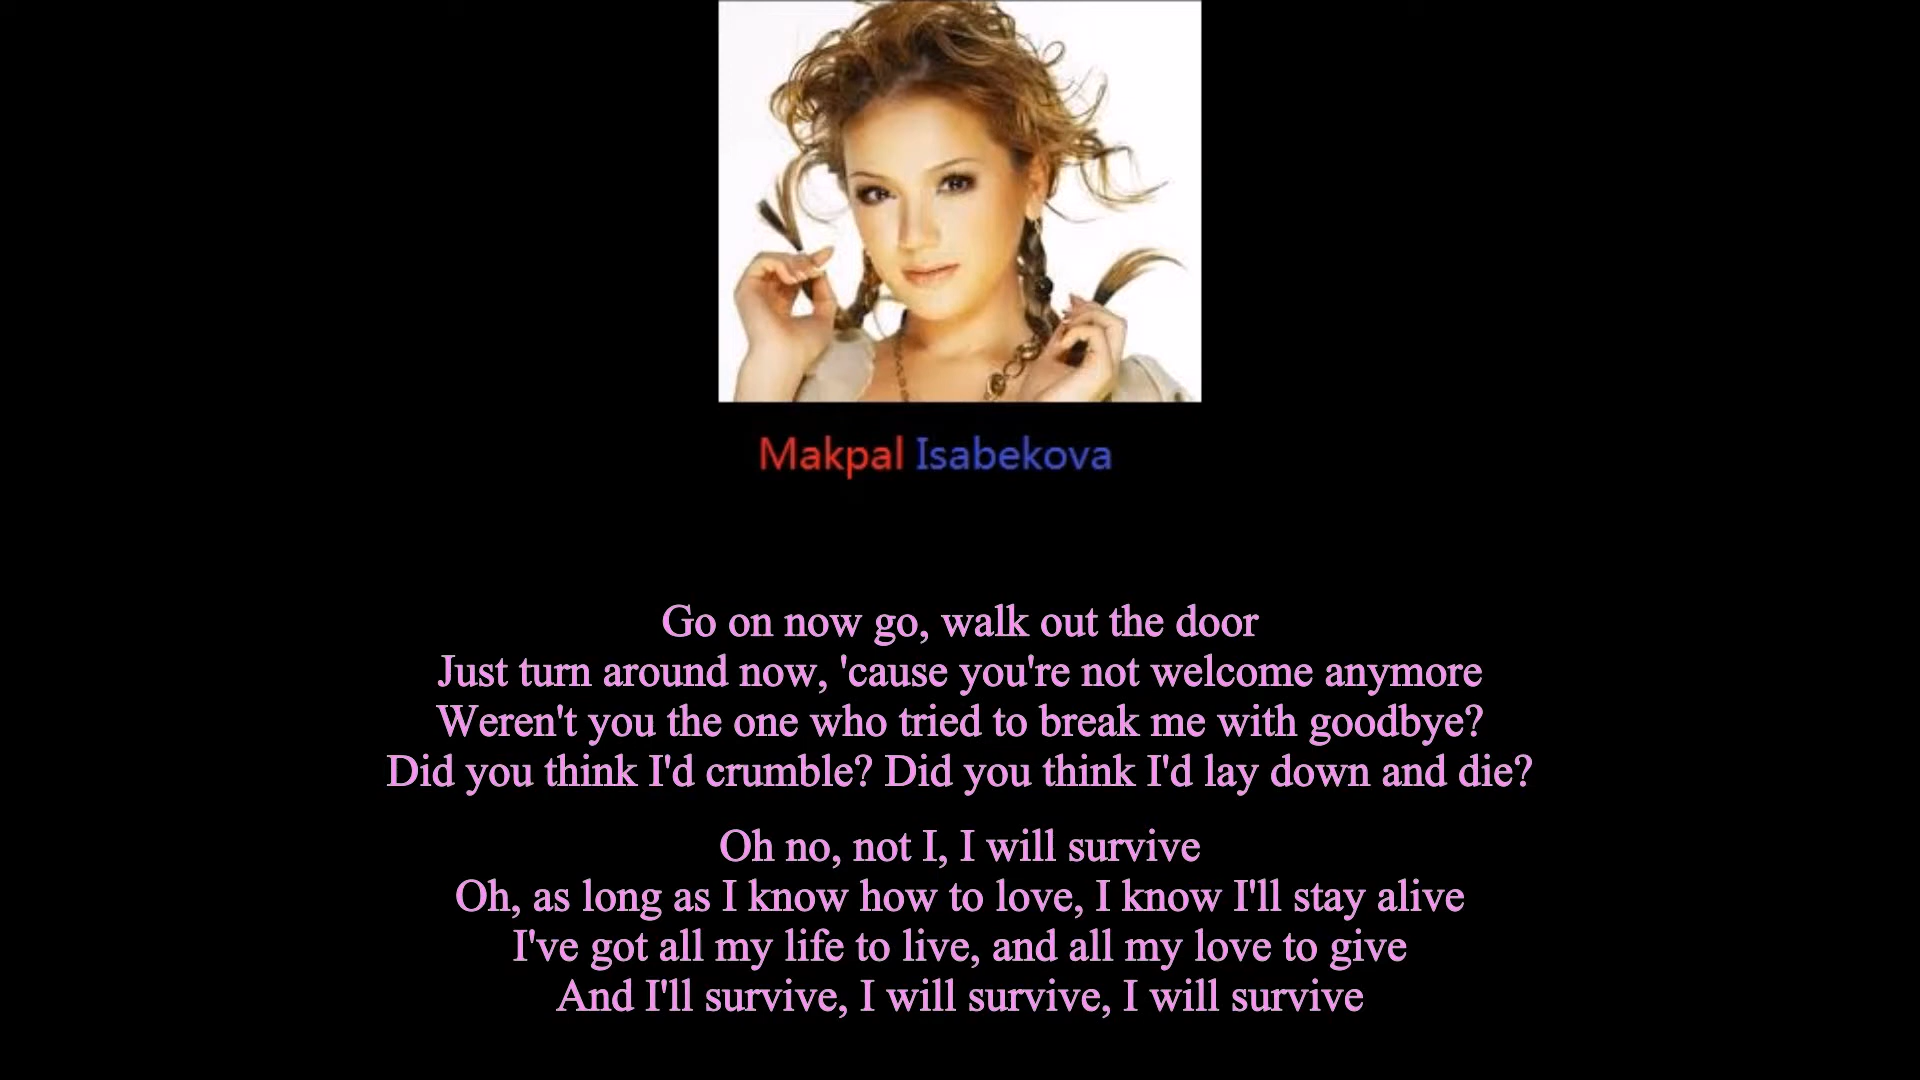 Makpal Isabekova
Go on now go, walk out the door
Just turn around now, 'cause you're not welcome anymore
Weren't you the one who tried to break me with goodbye?
Did you think I'd crumble? Did you think I'd lay down and die?
Oh no, not I, I will survive
Oh, as long as I know how to love, I know I'll stay alive
I've got all my life to live, and all my love to give
And I'll survive, I will survive, I will survive